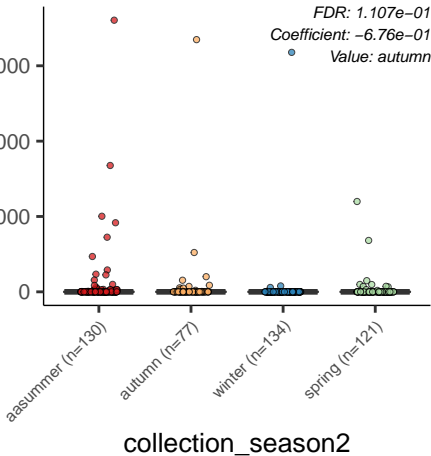 FDR: 1.107e−01
Coefficient: −6.76e−01
Value: autumn
0
aasummer (n=130)
autumn (n=77)
winter (n=134)
spring (n=121)
collection_season2